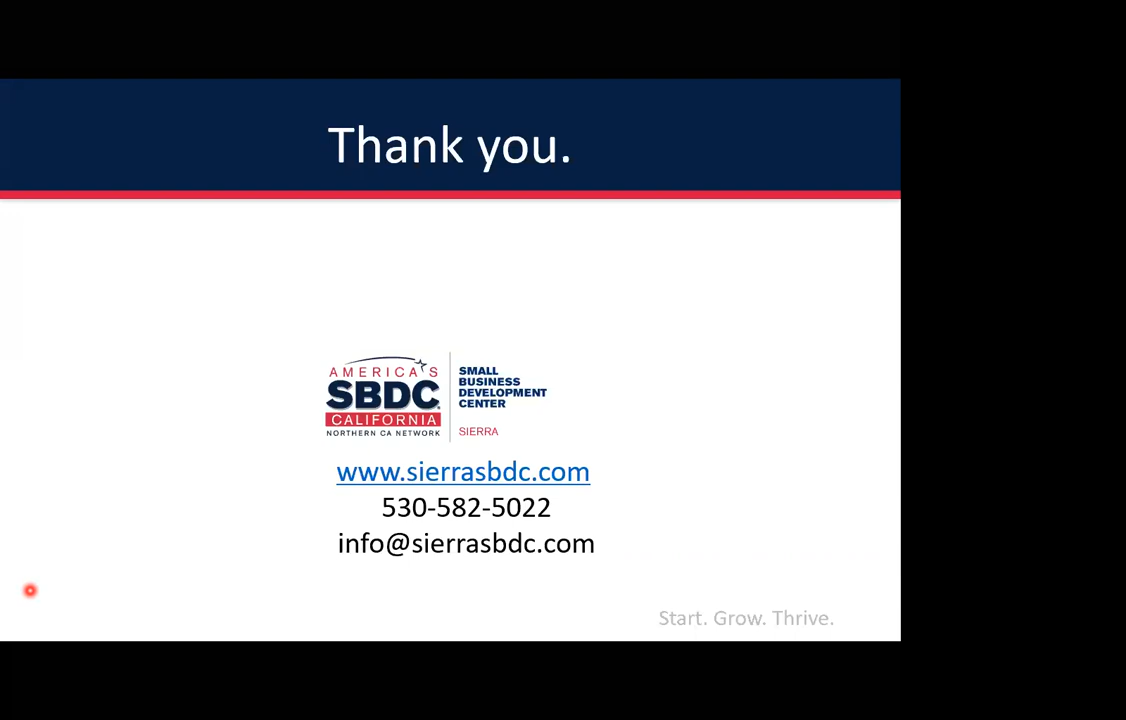 Thank you.
AMERICA'S
SBDC
CALIFORNIA
NORTHERN CA NETWORK
SMALL
BUSINESS
DEVELOPMENT
CENTER
SIERRA
www.sierrasbdc.com
530-582-5022
info@sierrasbdc.com
Start. Grow. Thrive.